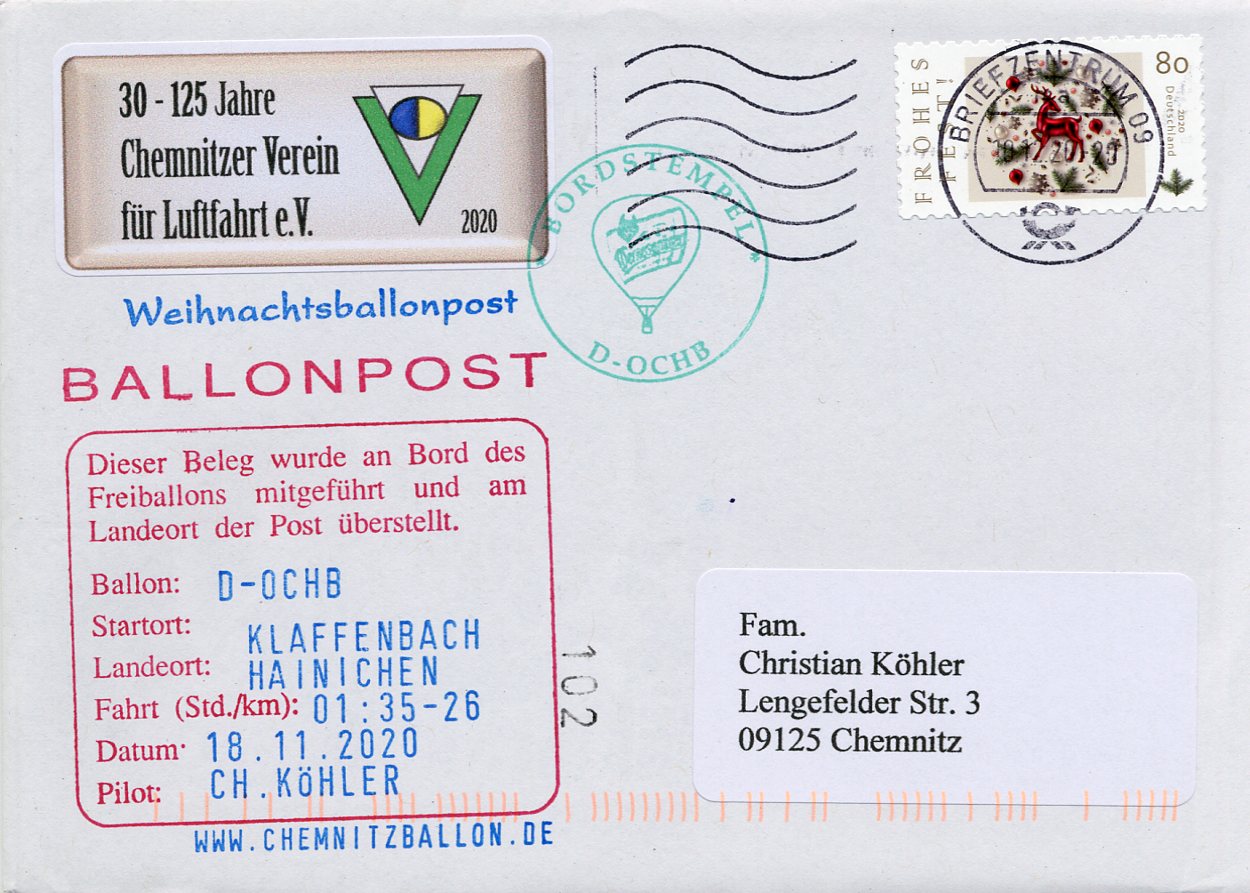 30 - 125 Jahre
Chemnitzer Verein
für Luftfahrt e.V.
2020
Weihnachtsballonpost
BALLONPOST
* BORDSTEMPEL *
D-OCHB
FROHES
FEST!
80
2020
Deutschland
BRIEFZENTRUM 09
Dieser Beleg wurde an Bord des
Freiballons mitgeführt und am
Landeort der Post überstellt.
Ballon: D-OCHB
Startort: KLAFFENBACH
Landeort: HAINICHEN
Fahrt (Std./km): 01:35-26
Datum: 18.11.2020
Pilot: CH.KÖHLER
WWW.CHEMNITZBALLON.DE
102
Fam.
Christian Köhler
Lengefelder Str. 3
09125 Chemnitz